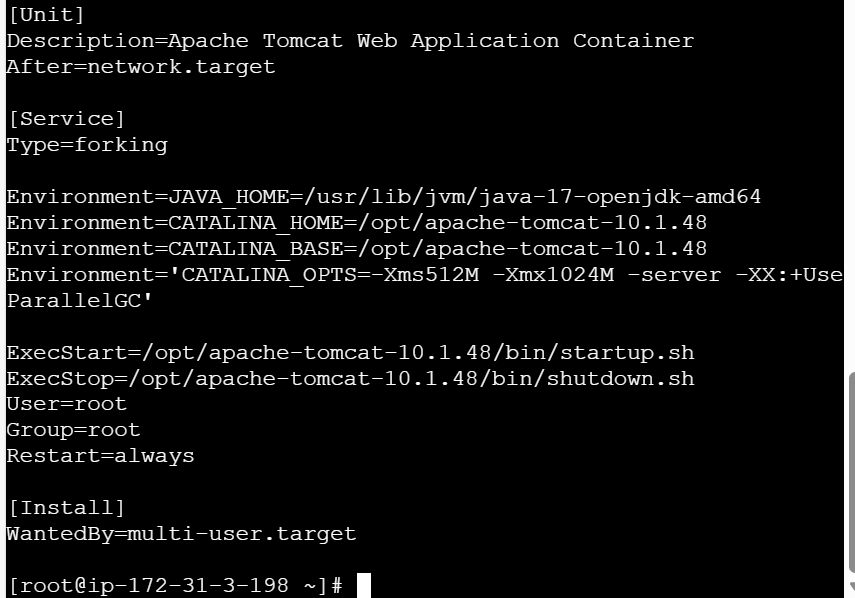 [Unit]
Description=Apache Tomcat Web Application Container
After=network.target

[Service]
Type=forking

Environment=JAVA_HOME=/usr/lib/jvm/java-17-openjdk-amd64
Environment=CATALINA_HOME=/opt/apache-tomcat-10.1.48
Environment=CATALINA_BASE=/opt/apache-tomcat-10.1.48
Environment='CATALINA_OPTS=-Xms512M -Xmx1024M -server -XX:+Use
ParallelGC'

ExecStart=/opt/apache-tomcat-10.1.48/bin/startup.sh
ExecStop=/opt/apache-tomcat-10.1.48/bin/shutdown.sh
User=root
Group=root
Restart=always

[Install]
WantedBy=multi-user.target

[root@ip-172-31-3-198 ~]#